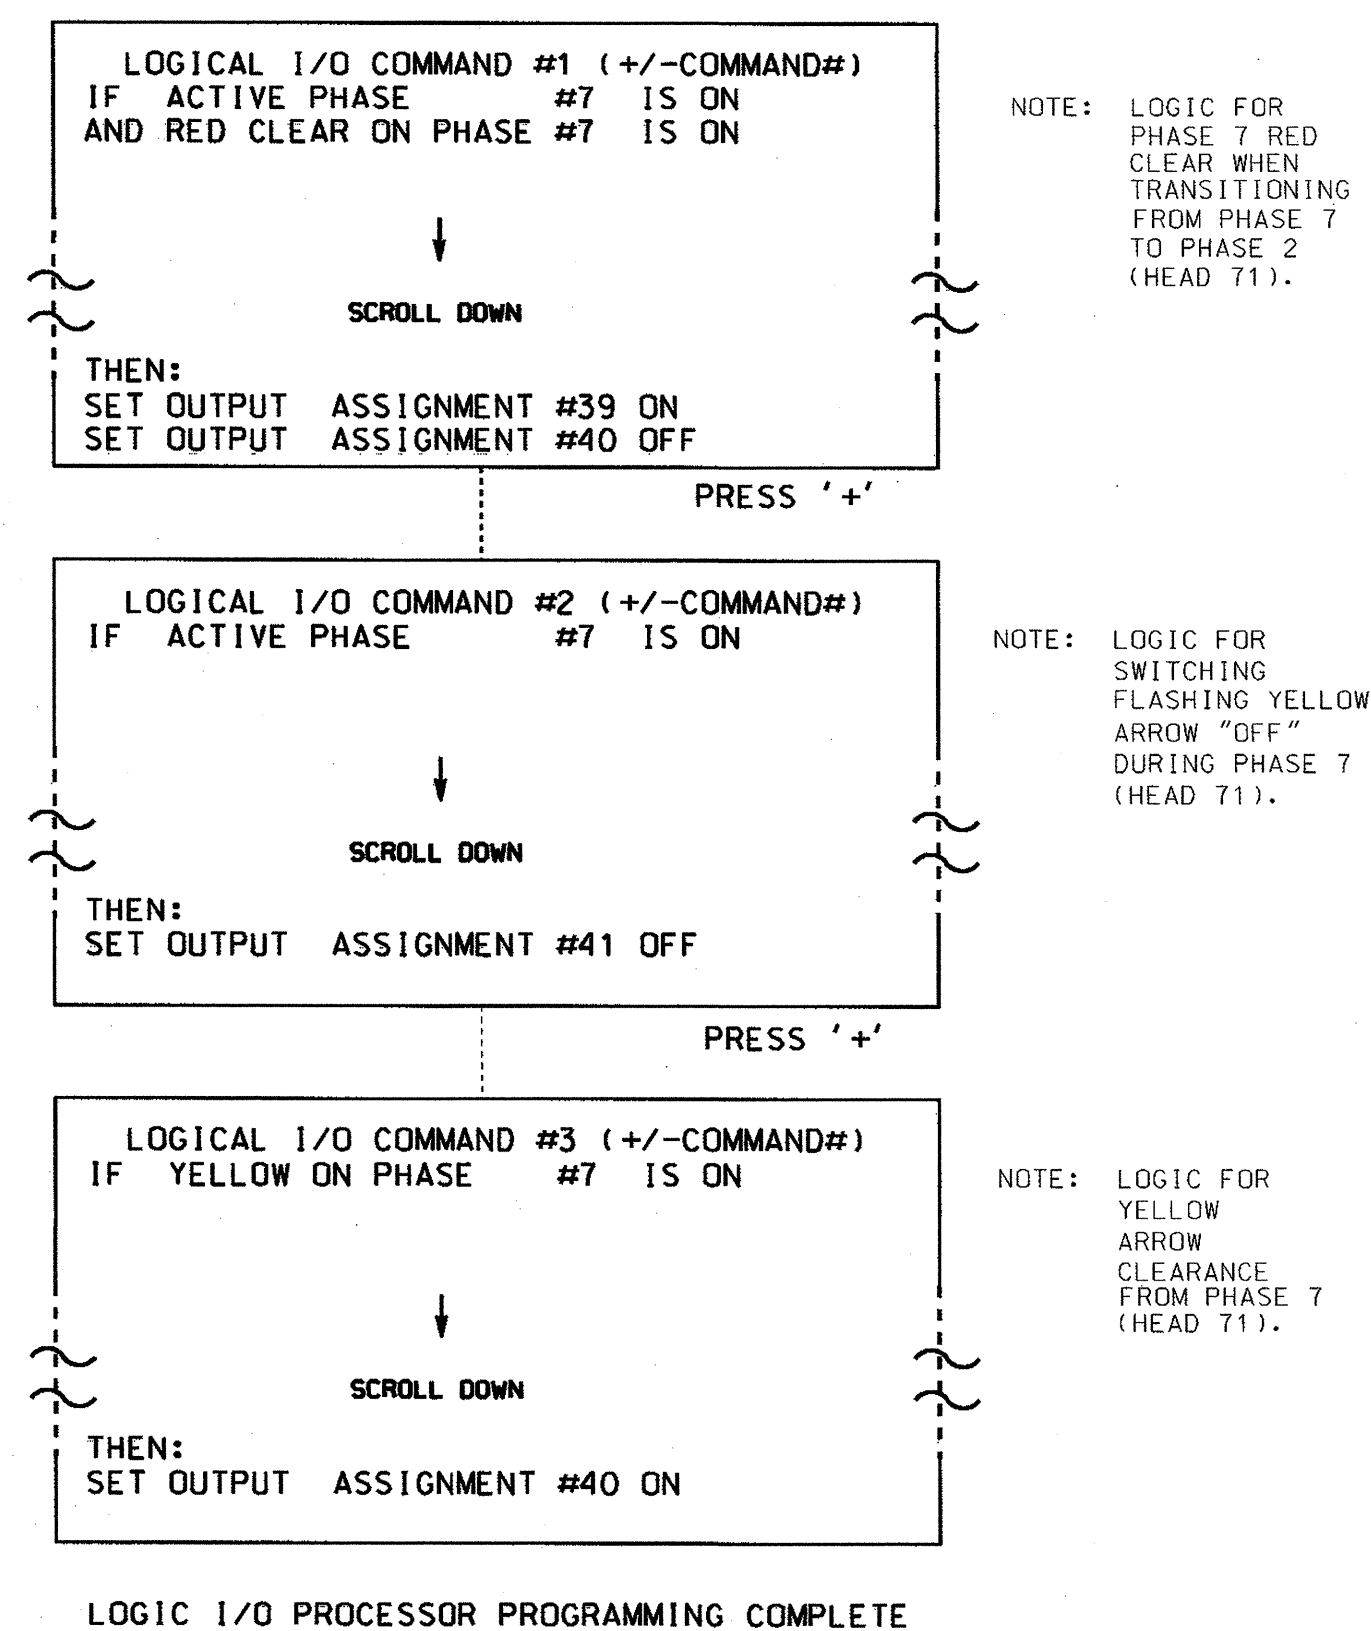 LOGICAL I/O COMMAND #1 (+/-COMMAND#)
IF ACTIVE PHASE #7 IS ON
AND RED CLEAR ON PHASE #7 IS ON
SCROLL DOWN
THEN:
SET OUTPUT ASSIGNMENT #39 ON
SET OUTPUT ASSIGNMENT #40 OFF
NOTE: LOGIC FOR
PHASE 7 RED
CLEAR WHEN
TRANSITIONING
FROM PHASE 7
TO PHASE 2
(HEAD 71).
PRESS '+'
LOGICAL I/O COMMAND #2 (+/-COMMAND#)
IF ACTIVE PHASE #7 IS ON
SCROLL DOWN
THEN:
SET OUTPUT ASSIGNMENT #41 OFF
NOTE: LOGIC FOR
SWITCHING
FLASHING YELLOW
ARROW "OFF"
DURING PHASE 7
(HEAD 71).
PRESS '+'
LOGICAL I/O COMMAND #3 (+/-COMMAND#)
IF YELLOW ON PHASE #7 IS ON
SCROLL DOWN
THEN:
SET OUTPUT ASSIGNMENT #40 ON
NOTE: LOGIC FOR
YELLOW
ARROW
CLEARANCE
FROM PHASE 7
(HEAD 71).
LOGIC I/O PROCESSOR PROGRAMMING COMPLETE